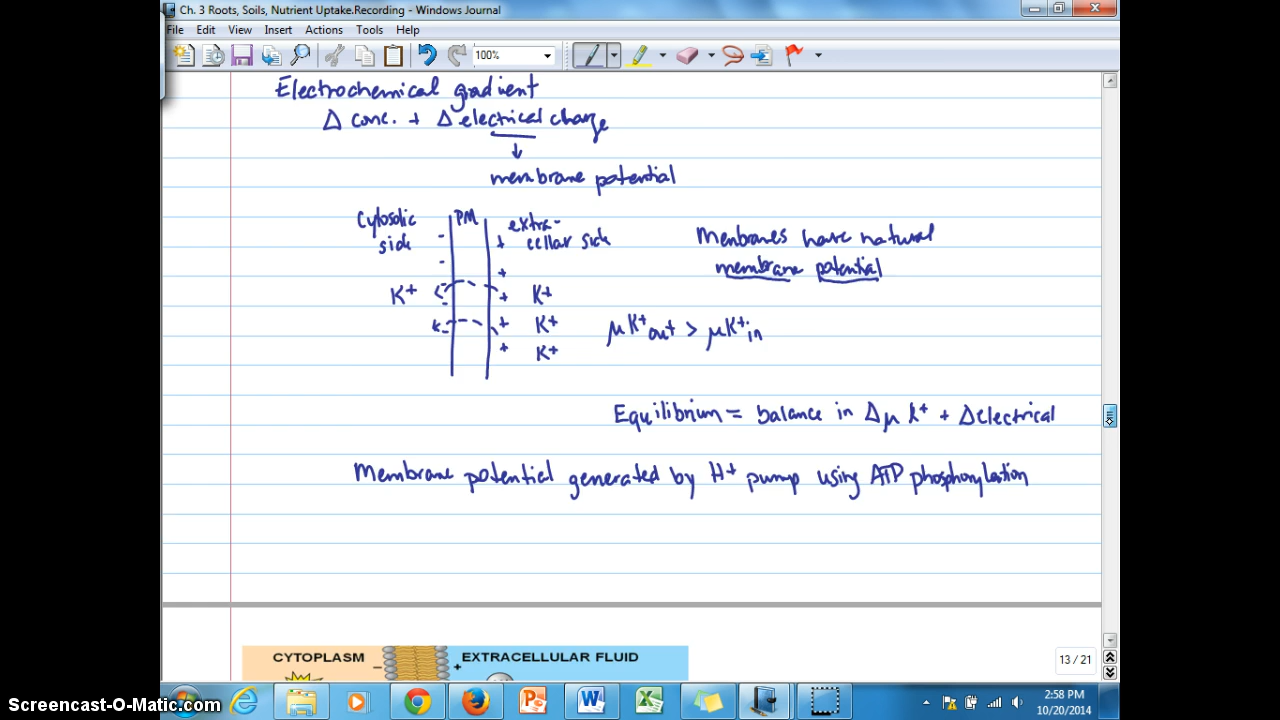 Ch. 3 Roots, Soils, Nutrient Uptake.Recording - Windows Journal
File Edit View Insert Actions Tools Help
100%
Electrochemical gradient
Δ conc. + Δ electrical charge
↓
membrane potential
Cytosolic side
PM
extra-
cellar side
- +
- +
K+ - + K+
- + K+
+ K+
Menbranes have natural
membrane potential
μK+out > μK+in
Equilibrium = balance in Δμ k+ + Δelectrical
Membrane potential generated by H+ pump using ATP phosphorylation
CYTOPLASM - + EXTRACELLULAR FLUID
13 / 21
Screencast-O-Matic.com
2:58 PM
10/20/2014